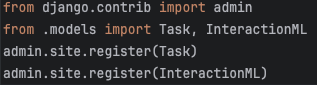 from django.contrib import admin
from .models import Task, InteractionML
admin.site.register(Task)
admin.site.register(InteractionML)